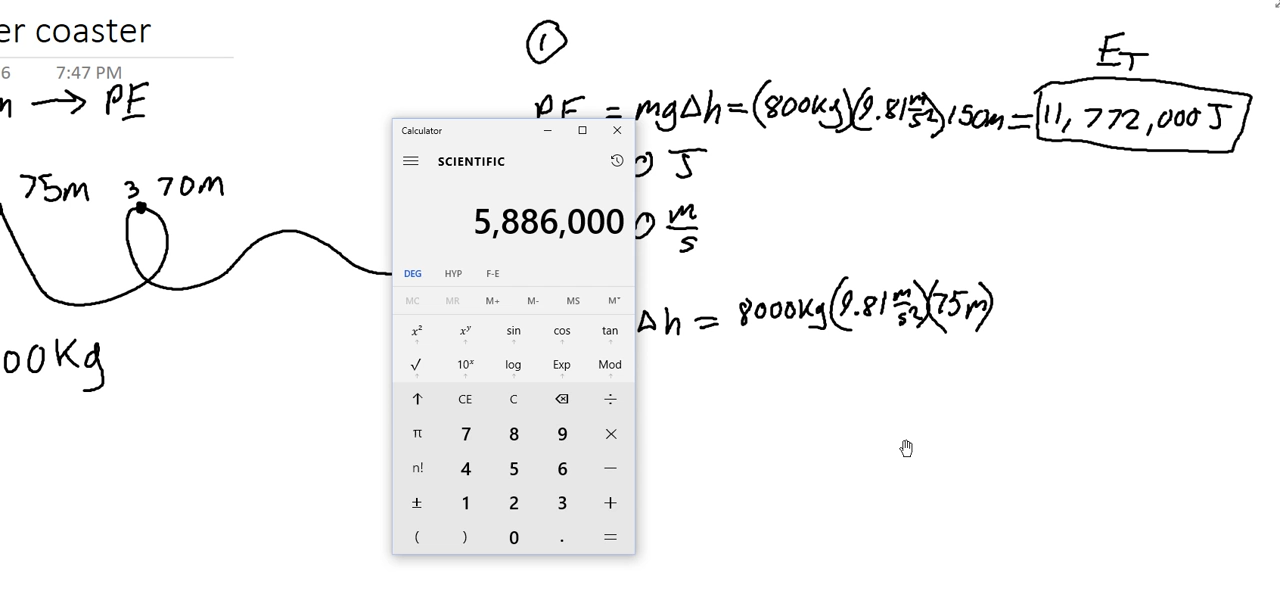 er coaster
6 7:47 PM
n → PE
75m 3 70m
00Kg
①
PE = mgΔh = (800Kg)(9.81 m/s²)150m = 11,772,000 J
E_T
0 J
0 m/s
Δh = 8000Kg(9.81 m/s²)(75m)
Calculator
SCIENTIFIC
5,886,000
DEG HYP F-E
MC MR M+ M- MS M˅
x² xʸ sin cos tan
√ 10ˣ log Exp Mod
↑ CE C ⌫ ÷
π 7 8 9 ×
n! 4 5 6 −
± 1 2 3 +
( ) 0 . =